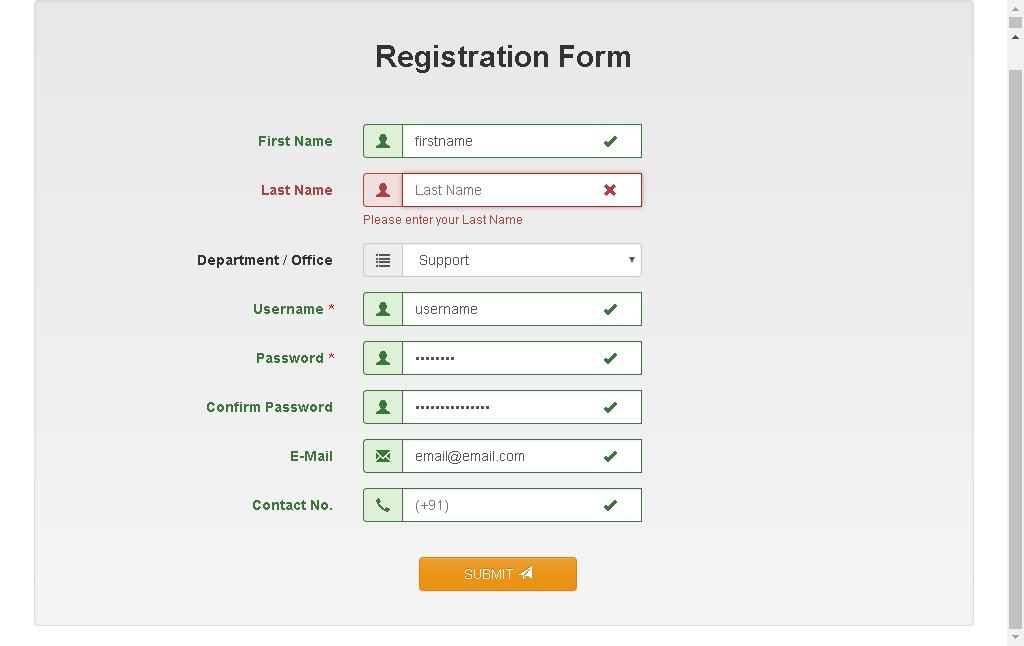 Registration Form
First Name
firstname
Last Name
Last Name
Please enter your Last Name
Department / Office
Support
Username *
username
Password *
••••••••
Confirm Password
•••••••••••••••
E-Mail
email@email.com
Contact No.
(+91)
SUBMIT